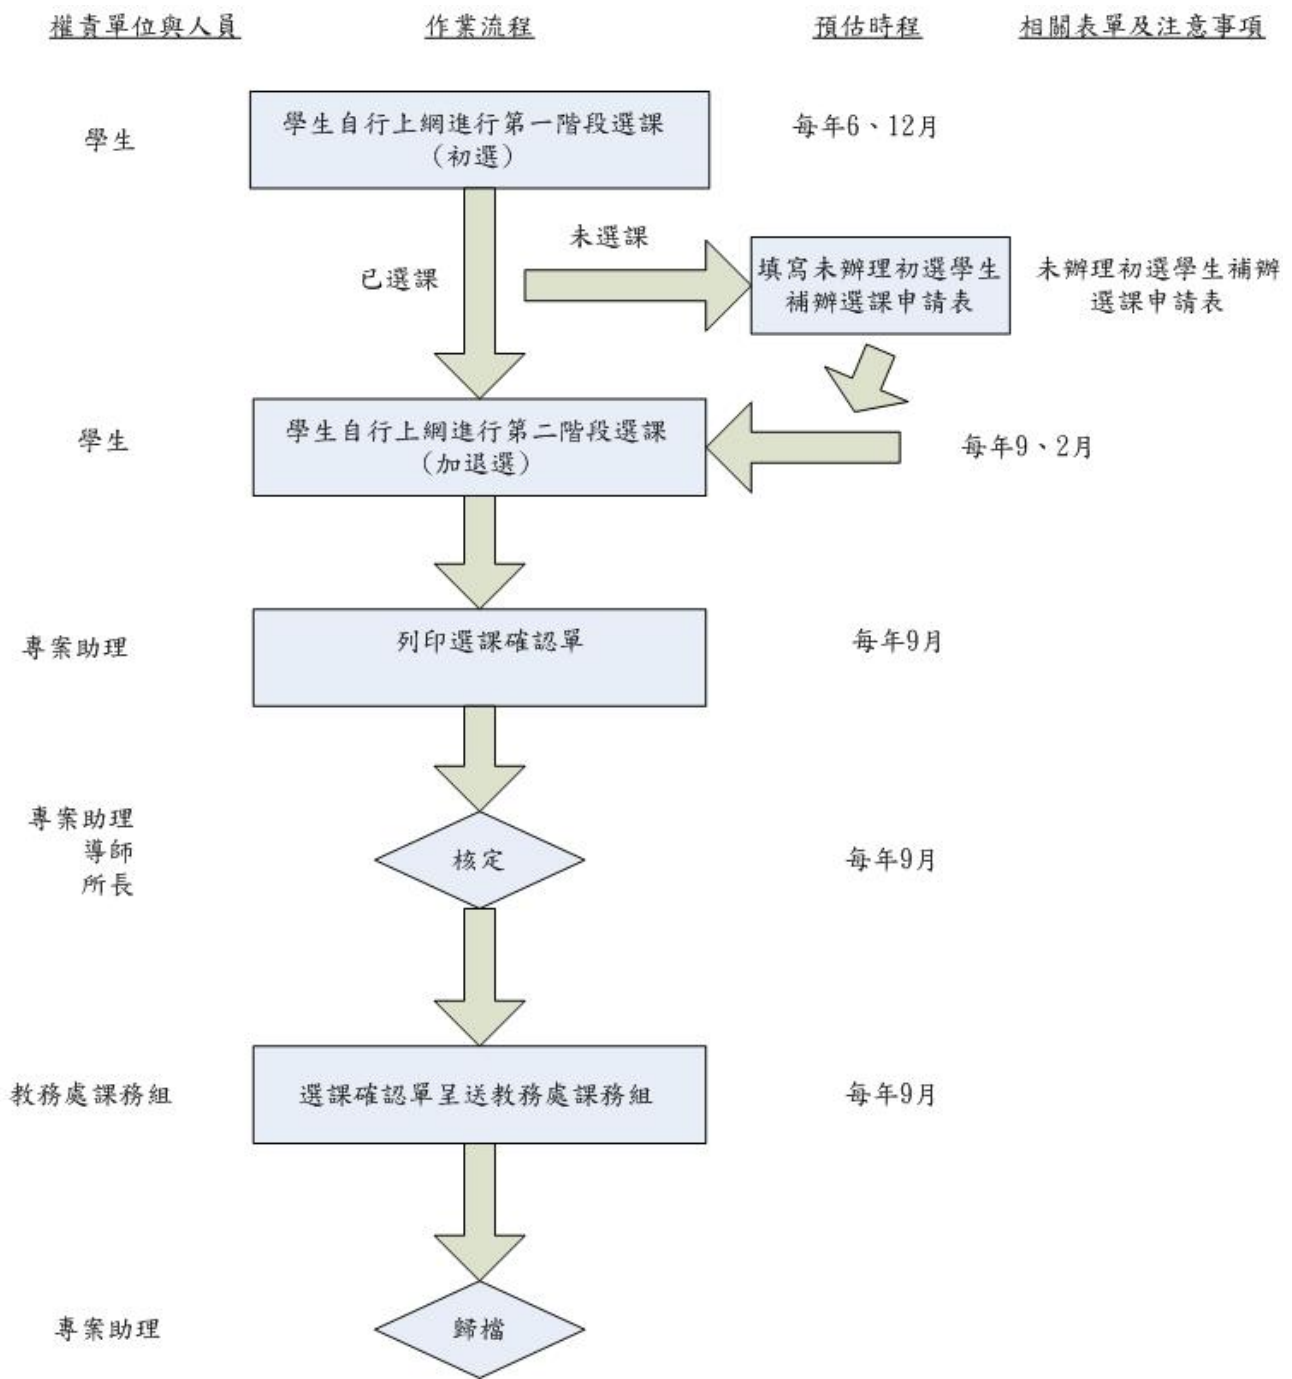 權責單位與人員
作業流程
預估時程
相關表單及注意事項
學生
學生自行上網進行第一階段選課
（初選）
每年6、12月
未選課
已選課
填寫未辦理初選學生
補辦選課申請表
未辦理初選學生補辦
選課申請表
學生
學生自行上網進行第二階段選課
（加退選）
每年9、2月
專案助理
列印選課確認單
每年9月
專案助理
導師
所長
核定
每年9月
教務處課務組
選課確認單呈送教務處課務組
每年9月
專案助理
歸檔